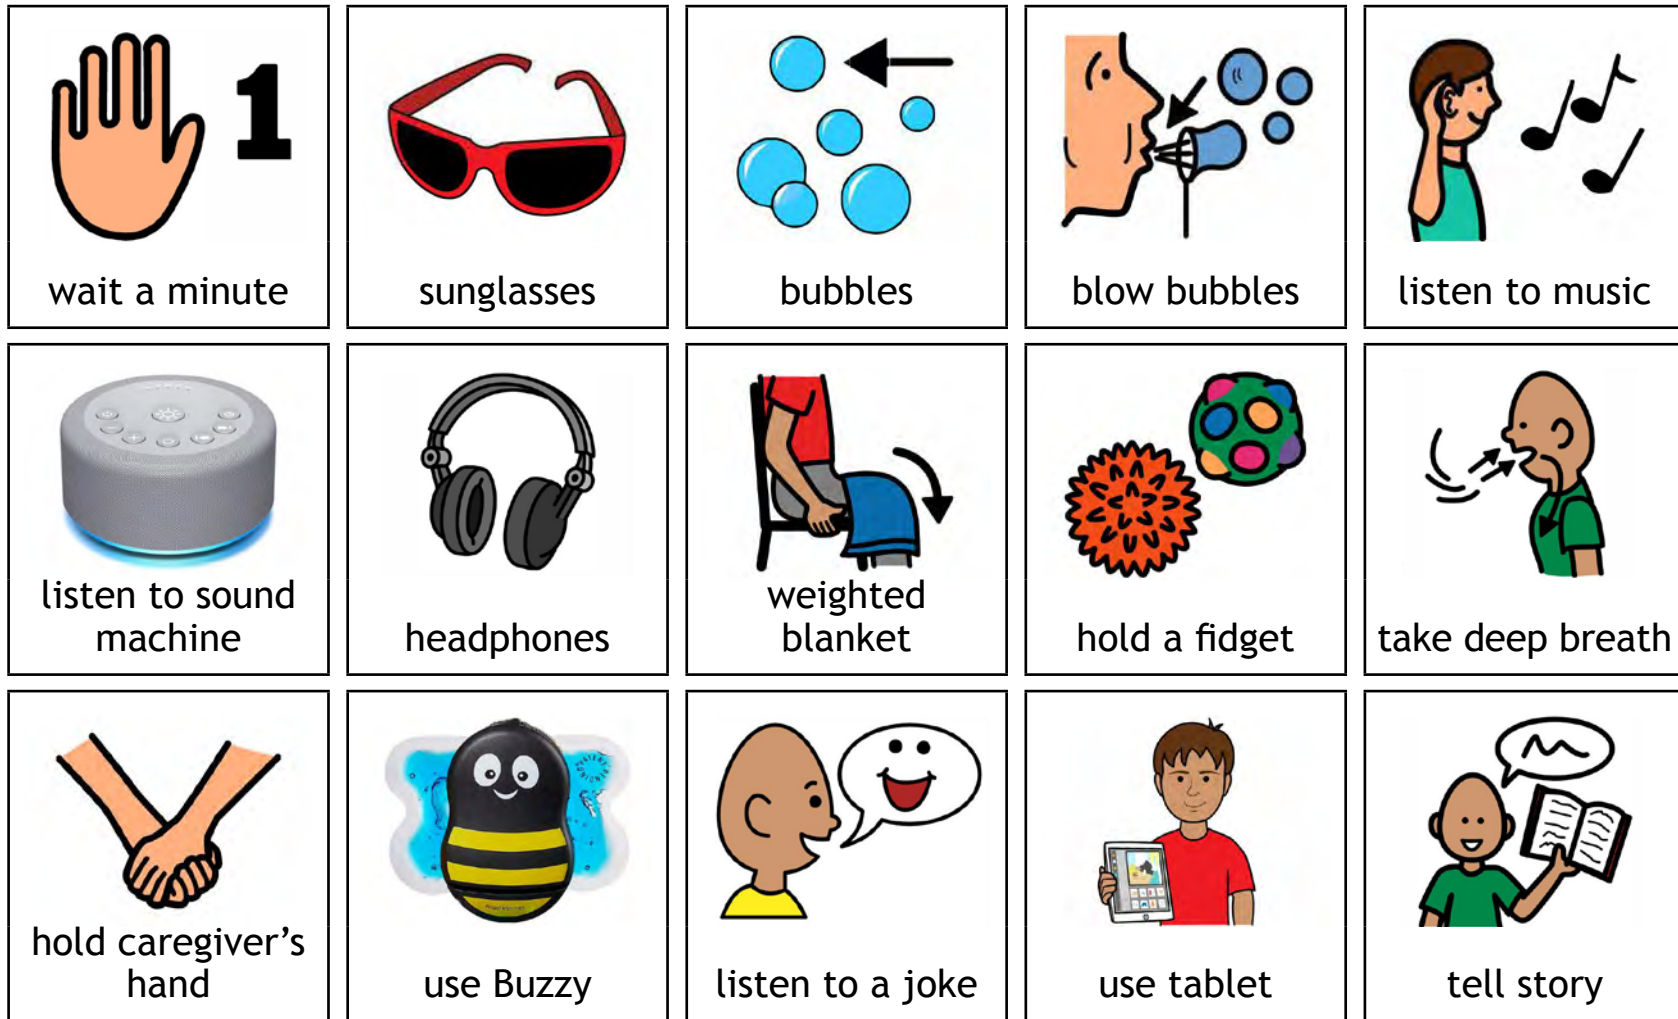 1
wait a minute
sunglasses
bubbles
blow bubbles
listen to music
listen to sound
machine
headphones
weighted
blanket
hold a fidget
take deep breath
hold caregiver’s
hand
use Buzzy
listen to a joke
use tablet
tell story